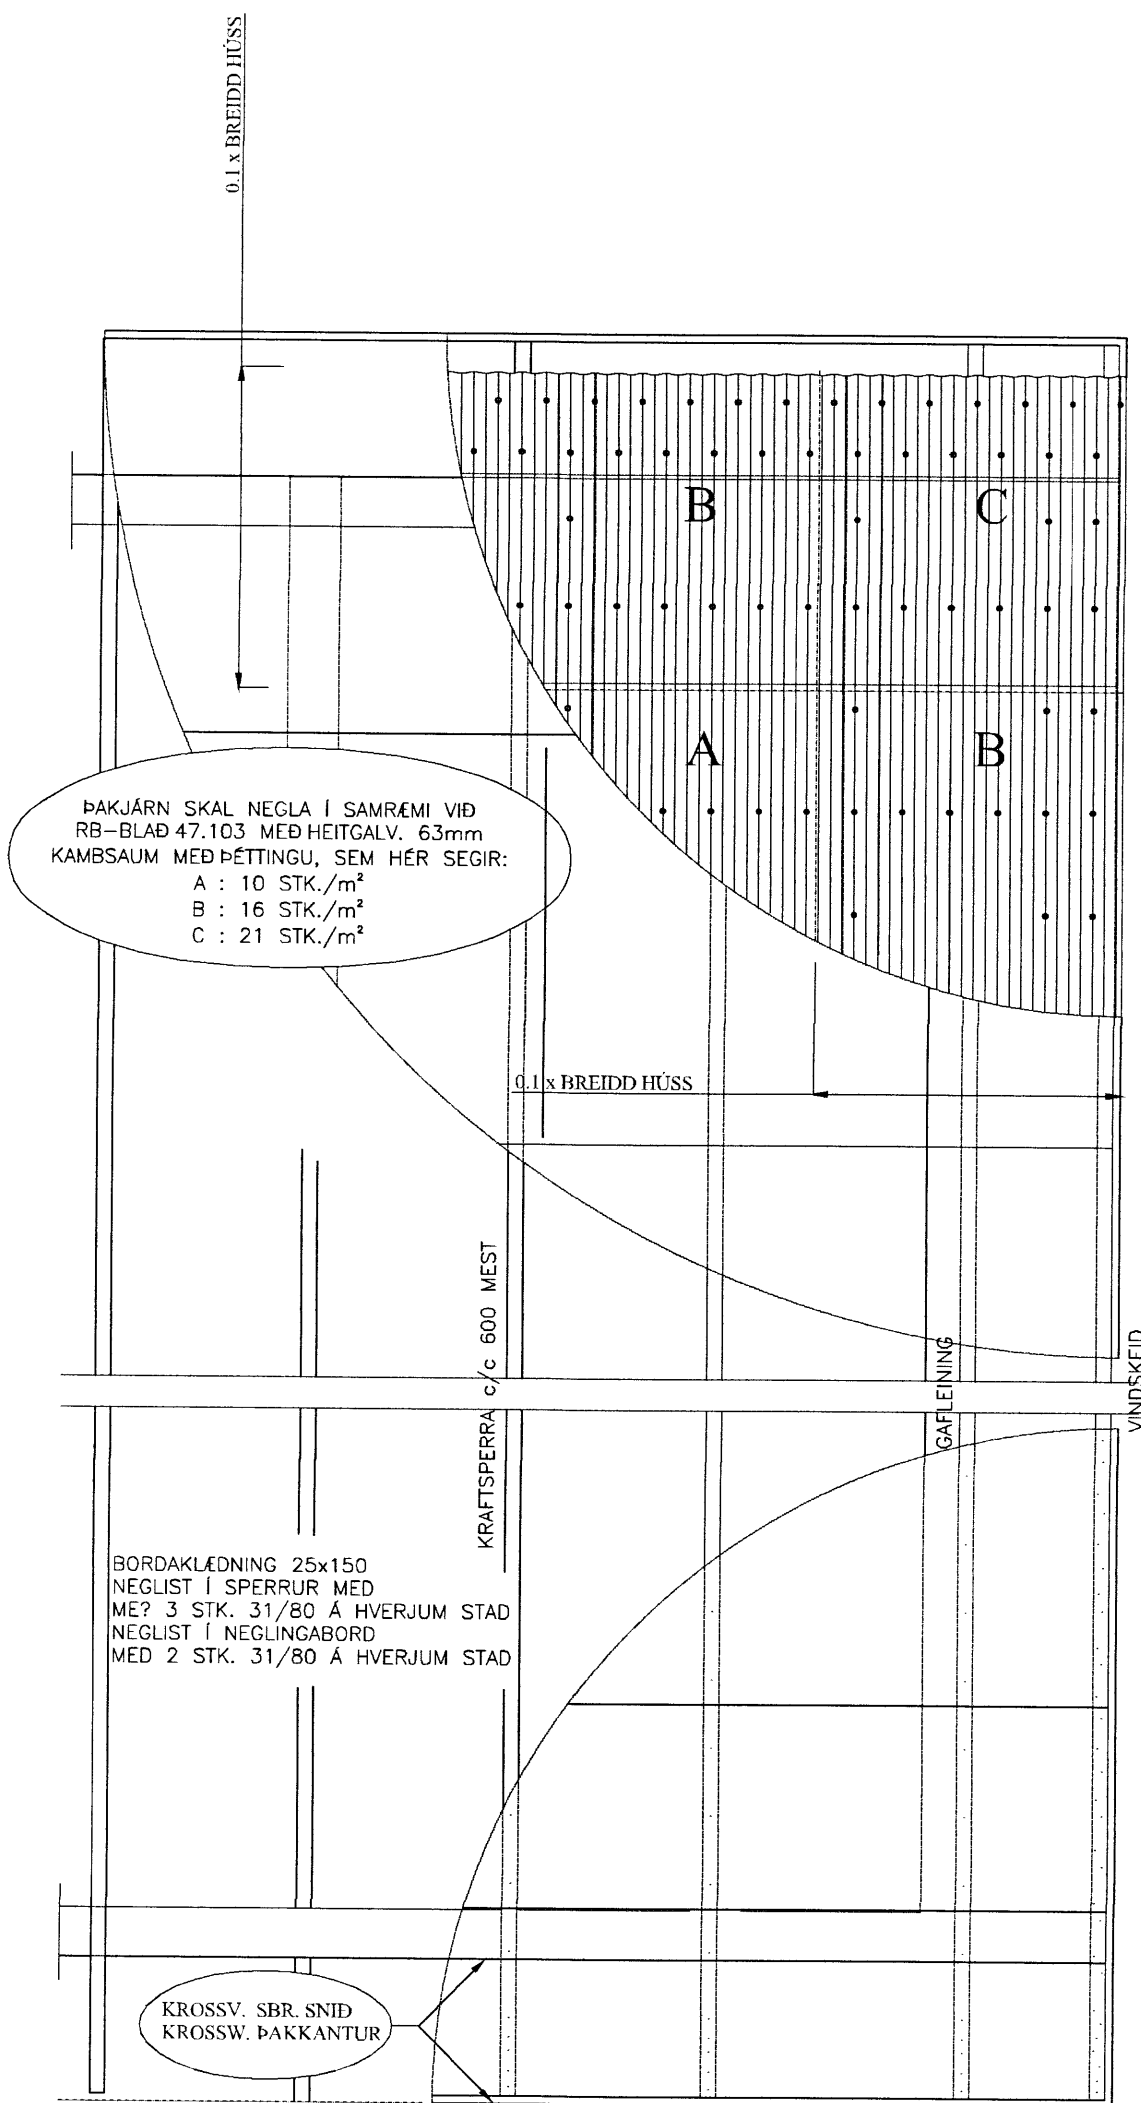 0.1 x BREIDD HÚSS
B
C
A
B
ÞAKJÁRN SKAL NEGLA Í SAMRÆMI VIÐ
RB-BLAÐ 47.103 MEÐ HEITGALV. 63mm
KAMBSAUM MEÐ ÞÉTTINGU, SEM HÉR SEGIR:
A : 10 STK./m²
B : 16 STK./m²
C : 21 STK./m²
0.1 x BREIDD HÚSS
KRAFTSPERRA c/c 600 MEST
GAFLEINING
VINDSKEID
BORDAKLÆDNING 25x150
NEGLIST Í SPERRUR MED
ME? 3 STK. 31/80 Á HVERJUM STAD
NEGLIST Í NEGLINGABORD
MED 2 STK. 31/80 Á HVERJUM STAD
KROSSV. SBR. SNIÐ
KROSSW. ÞAKKANTUR